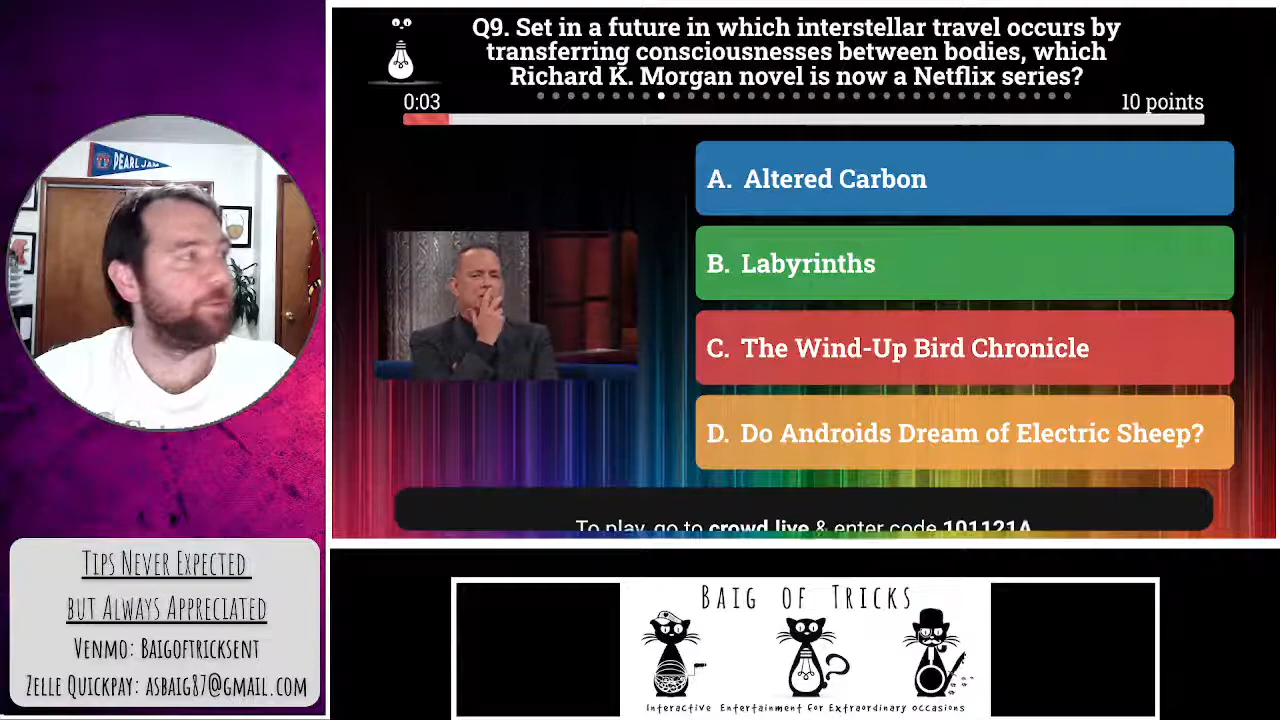 Q9. Set in a future in which interstellar travel occurs by
transferring consciousnesses between bodies, which
Richard K. Morgan novel is now a Netflix series?
0:03
10 points
PEARL JAM
A. Altered Carbon
B. Labyrinths
C. The Wind-Up Bird Chronicle
D. Do Androids Dream of Electric Sheep?
To play, go to crowd.live & enter code 101121A
Tips Never Expected
but Always Appreciated
Venmo: Baigoftricksent
Zelle Quickpay: asbaig87@gmail.com
Baig of Tricks
Interactive Entertainment for Extraordinary Occasions